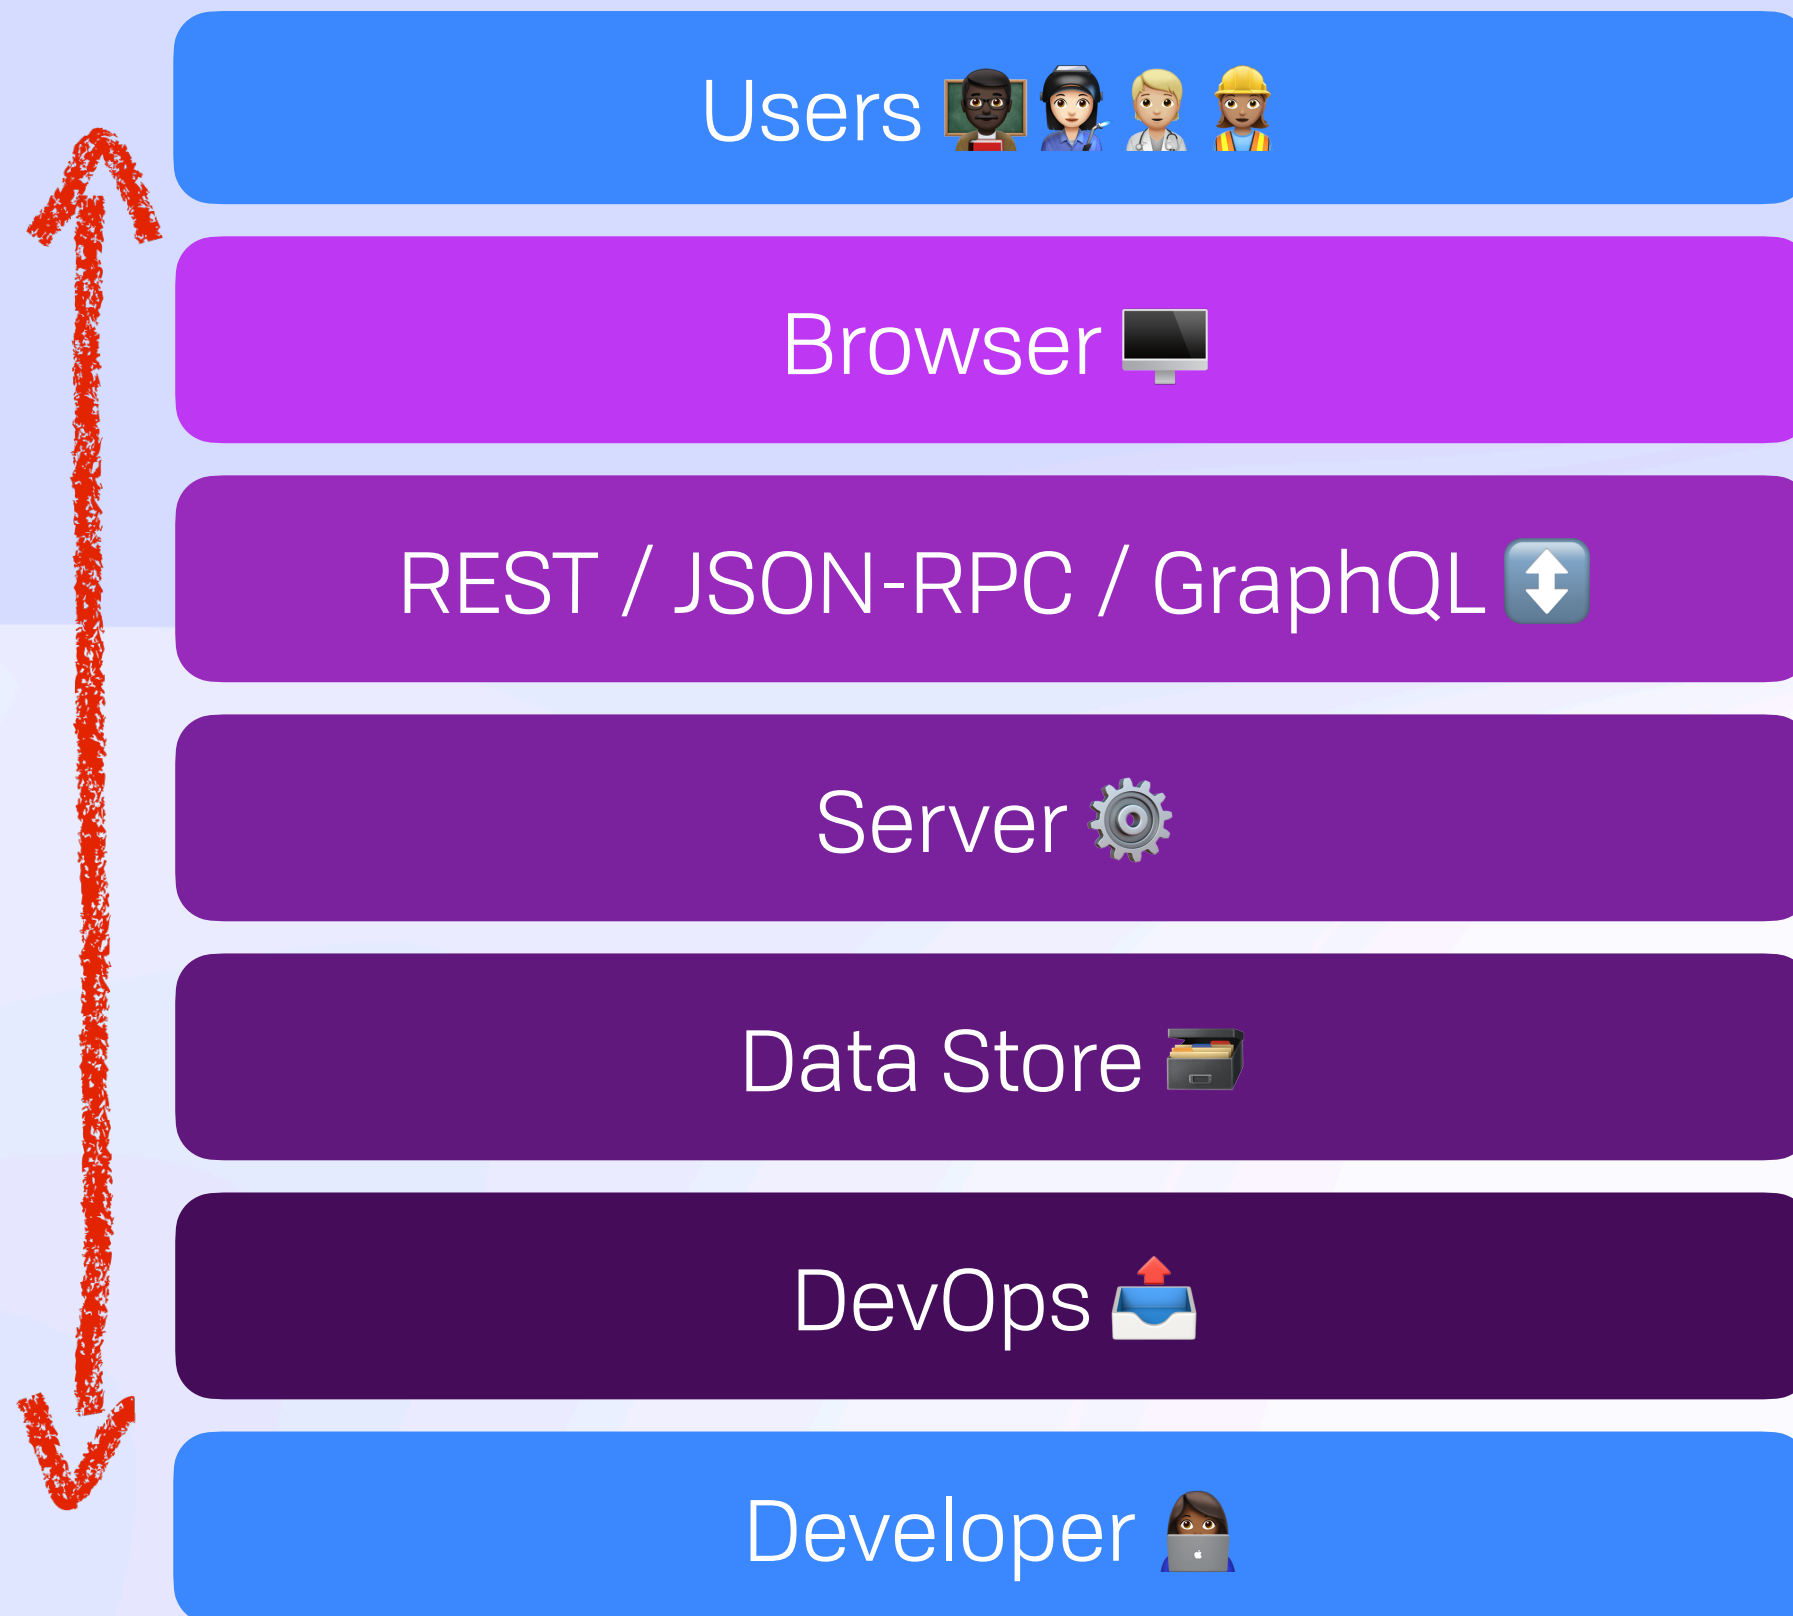 Users 👨🏿‍🏫👩🏻‍🏭🧑🏼‍⚕️👷🏽‍♀️
Browser 🖥️
REST / JSON-RPC / GraphQL ↕️
Server ⚙️
Data Store 🗃️
DevOps 📤
Developer 👩🏾‍💻